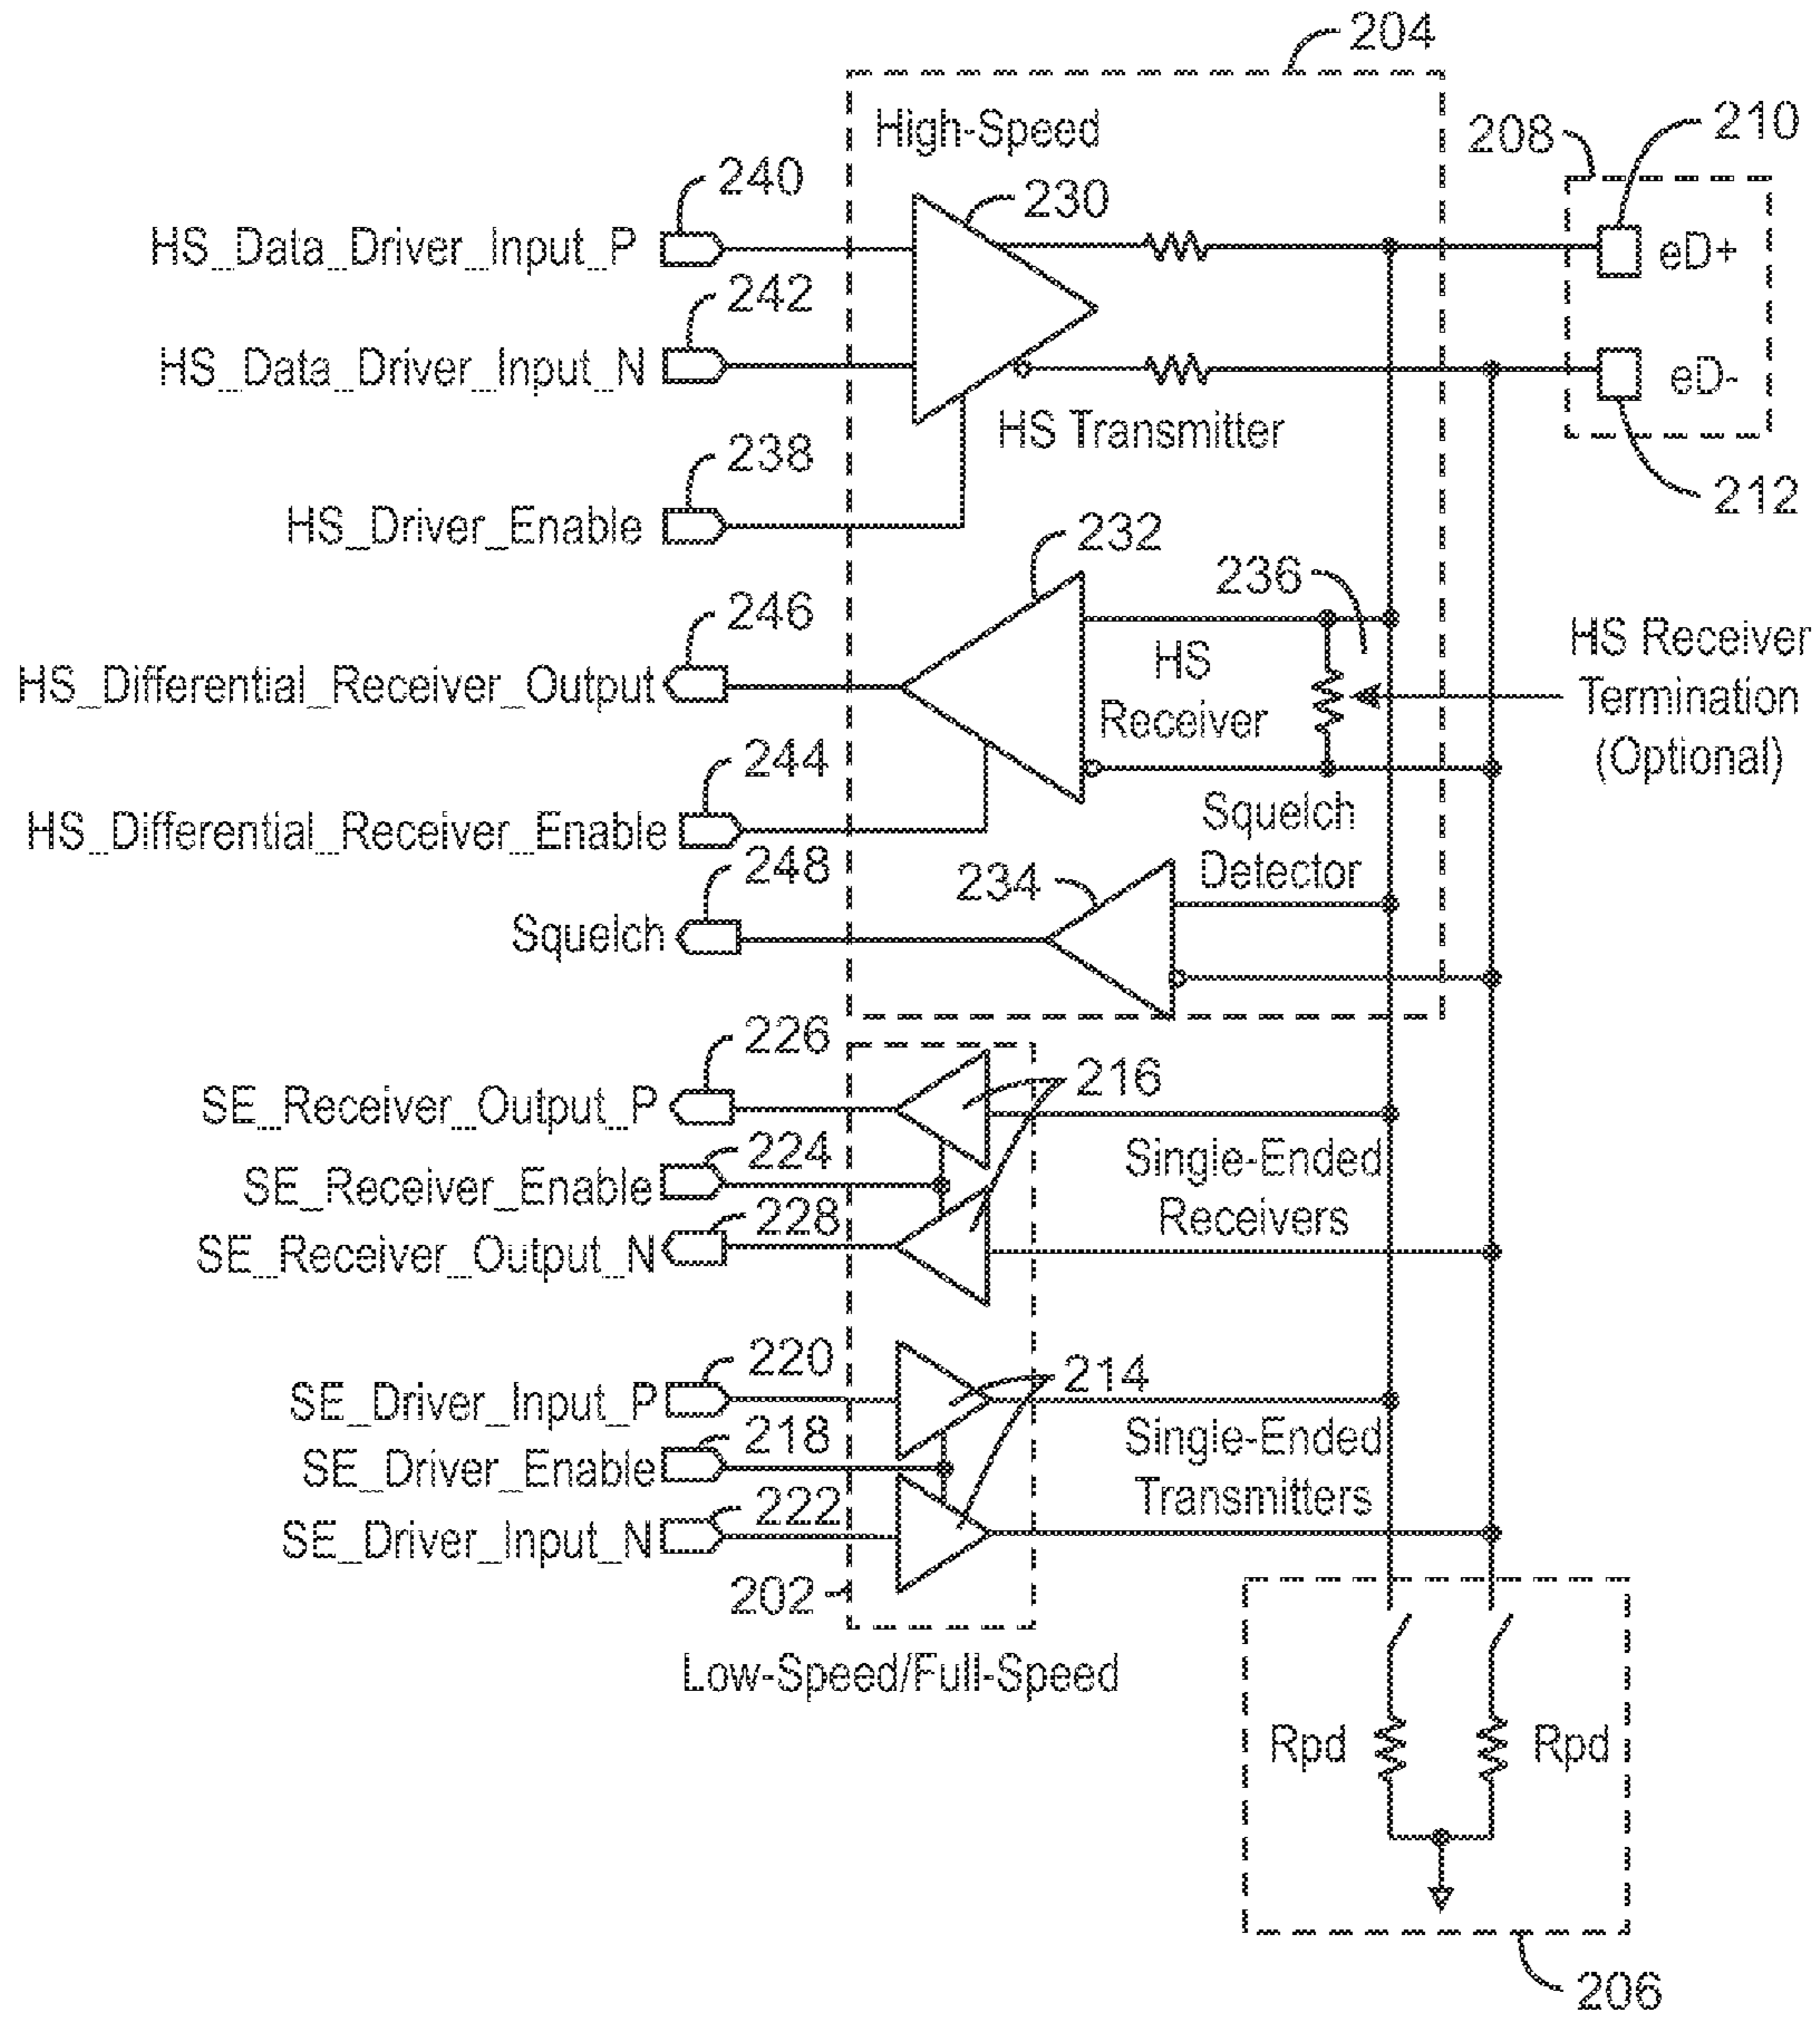 204
High-Speed
208
210
240
230
HS_Data_Driver_Input_P
eD+
242
HS_Data_Driver_Input_N
eD-
HS Transmitter
238
212
HS_Driver_Enable
232
236
246
HS Receiver
Termination
(Optional)
HS
Receiver
HS_Differential_Receiver_Output
244
Squelch
Detector
HS_Differential_Receiver_Enable
248
234
Squelch
226
216
SE_Receiver_Output_P
224
Single-Ended
Receivers
SE_Receiver_Enable
228
SE_Receiver_Output_N
220
214
SE_Driver_Input_P
218
Single-Ended
Transmitters
SE_Driver_Enable
222
SE_Driver_Input_N
202
Low-Speed/Full-Speed
Rpd
Rpd
206